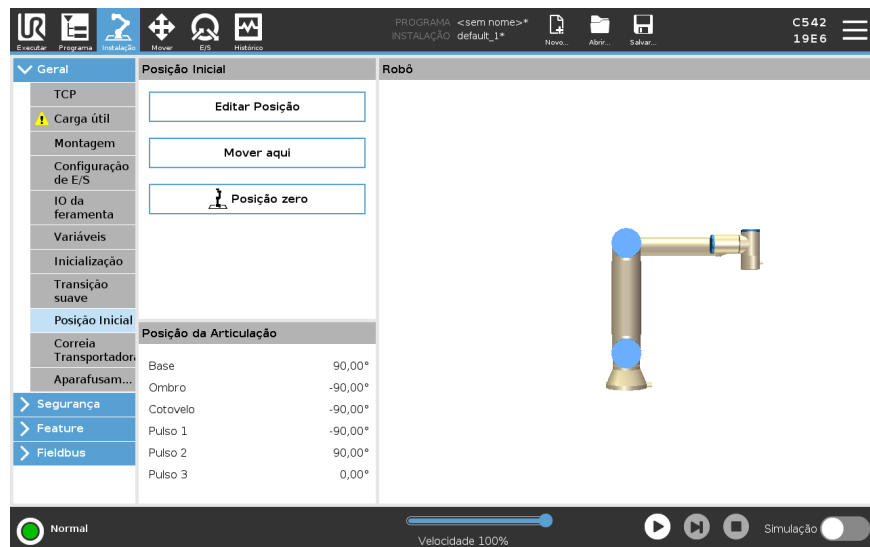 UR
PROGRAMA <sem nome>*
INSTALAÇÃO default_1*
C542
19E6
Executar Programa Instalação Mover E/S Histórico Novo... Abrir... Salvar...
Geral
TCP
Carga útil
Montagem
Configuração
de E/S
IO da
feramenta
Variáveis
Inicialização
Transição
suave
Posição Inicial
Correia
Transportador
Aparafusam...
Segurança
Feature
Fieldbus
Posição Inicial
Editar Posição
Mover aqui
Posição zero
Posição da Articulação
Base 90,00°
Ombro -90,00°
Cotovelo -90,00°
Pulso 1 -90,00°
Pulso 2 90,00°
Pulso 3 0,00°
Robô
Normal
Velocidade 100%
Simulação